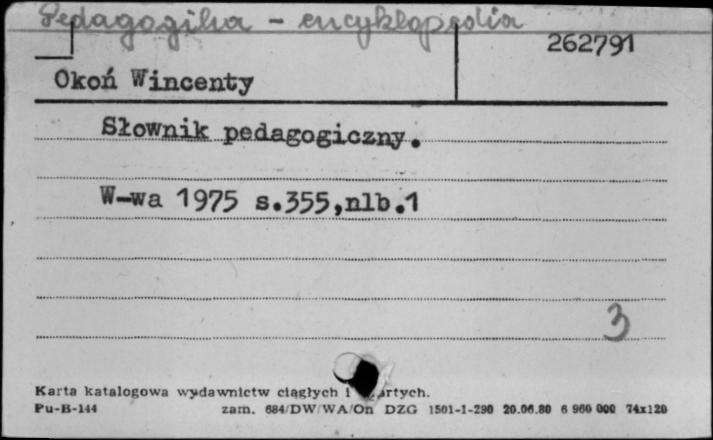 Pedagogika - encyklopedia
262791
Okoń Wincenty
Słownik pedagogiczny.
W-wa 1975 s.355,nlb.1
3
Karta katalogowa wydawnictw ciągłych i
Pu-B-144 zam. 684/DW/WA/On DZG 1501-1-290 20.06.80 6 960 000 74x120